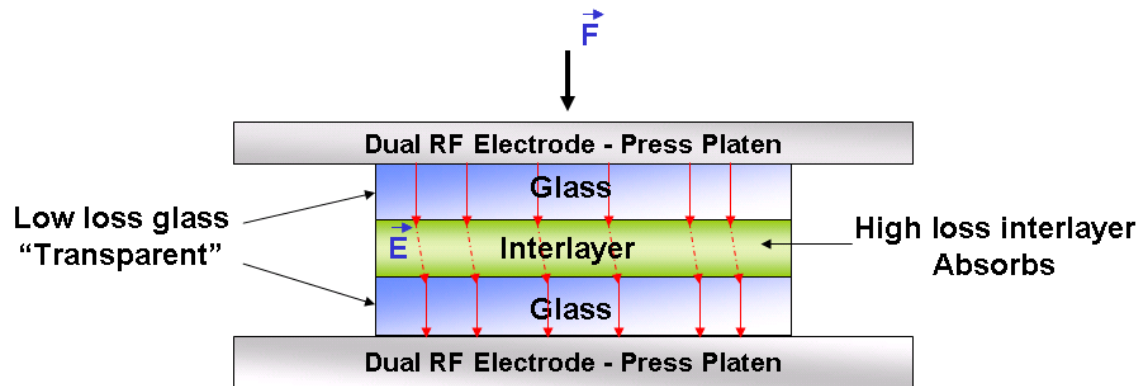 F
Dual RF Electrode - Press Platen
Glass
Low loss glass
“Transparent”
E
Interlayer
High loss interlayer
Absorbs
Glass
Dual RF Electrode - Press Platen